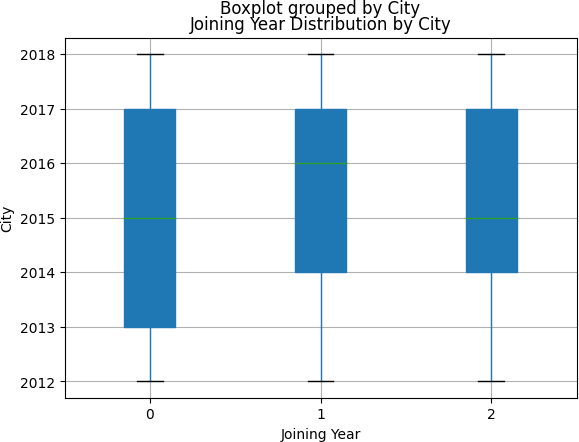 Boxplot grouped by City
Joining Year Distribution by City
2018
2017
2016
2015
2014
2013
2012
City
0 1 2
Joining Year